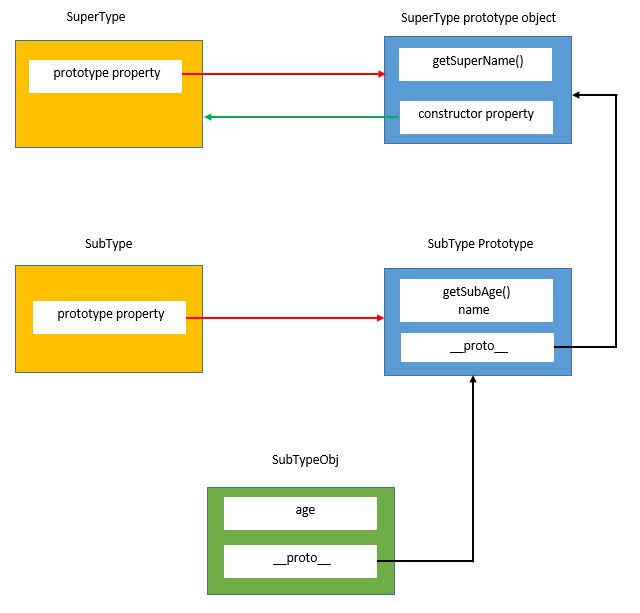 SuperType
SuperType prototype object
prototype property
getSuperName()
constructor property
SubType
SubType Prototype
prototype property
getSubAge()
name
__proto__
SubTypeObj
age
__proto__